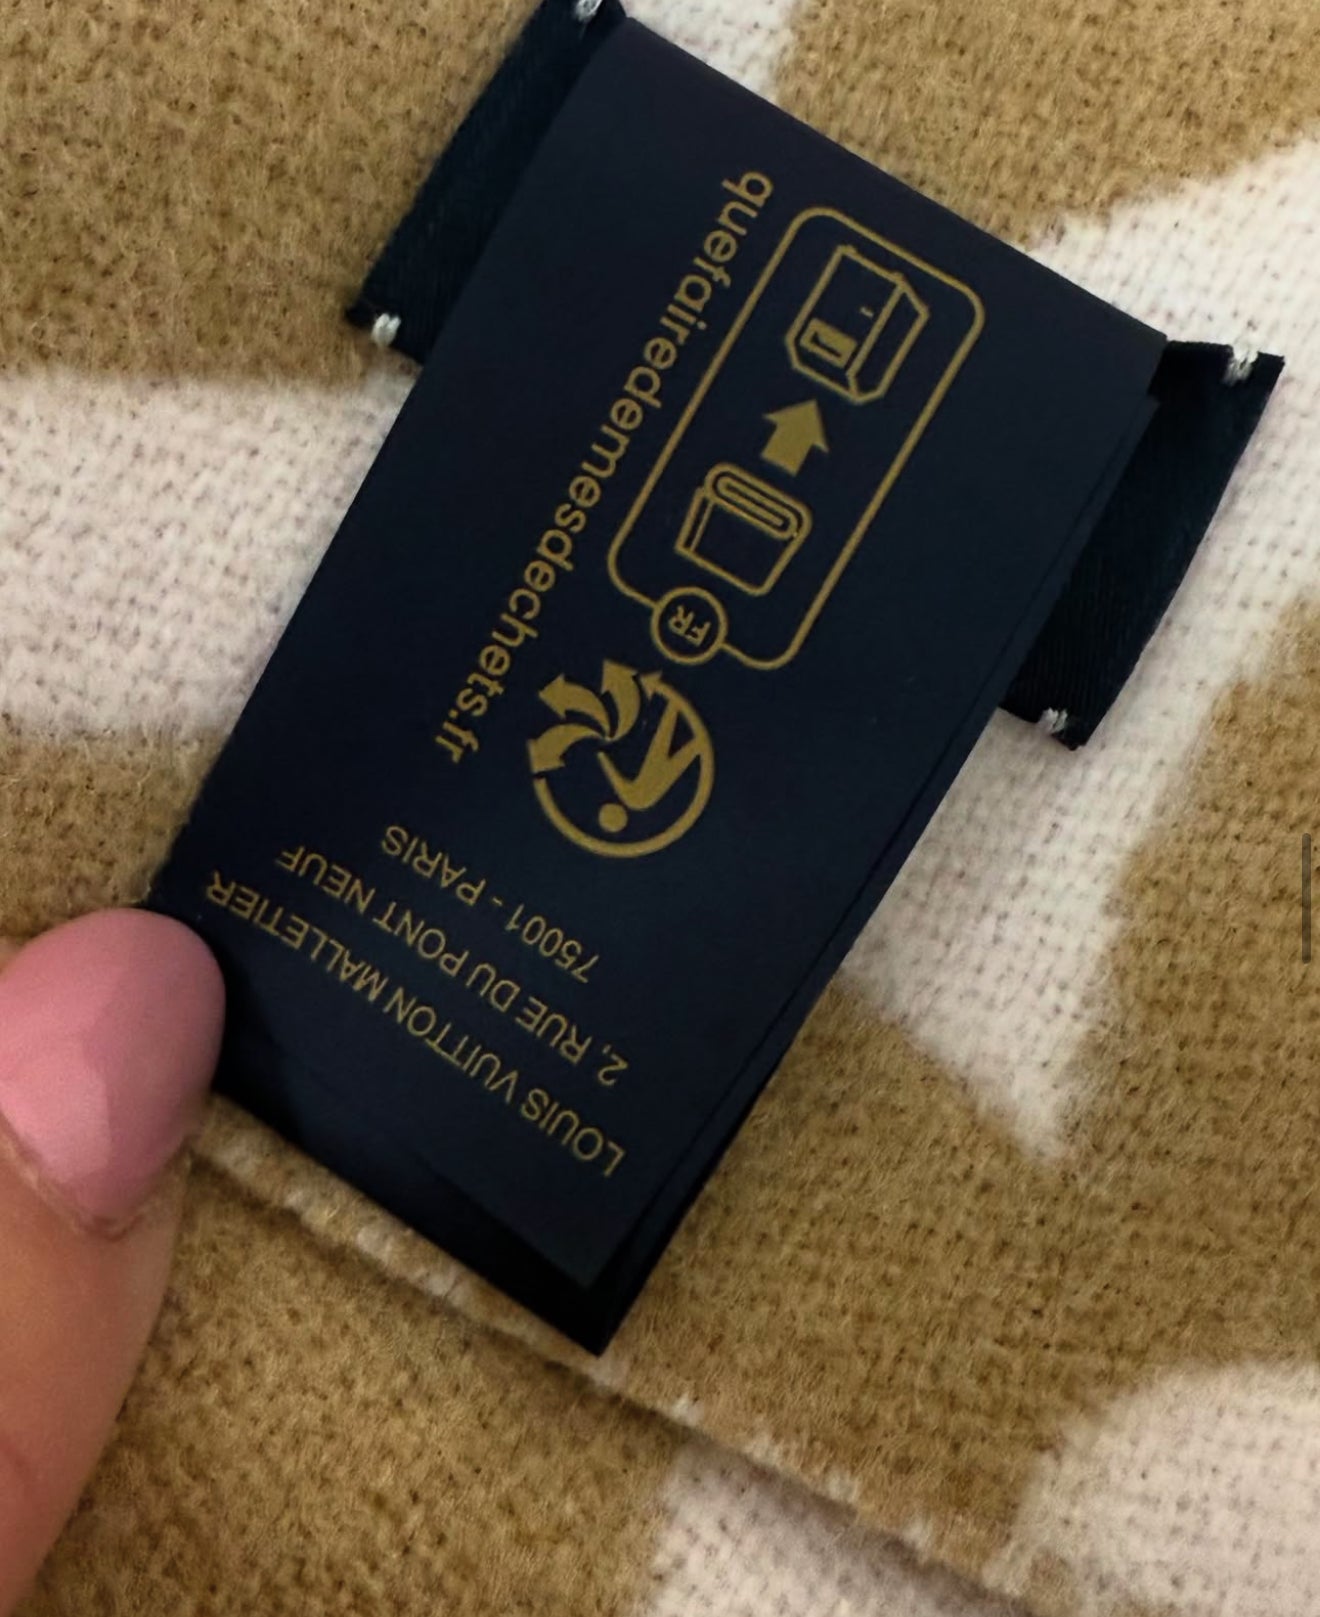 LOUIS VUITTON MALLETIER
2, RUE DU PONT NEUF
75001 - PARIS
FR
quefairedemesdechets.fr